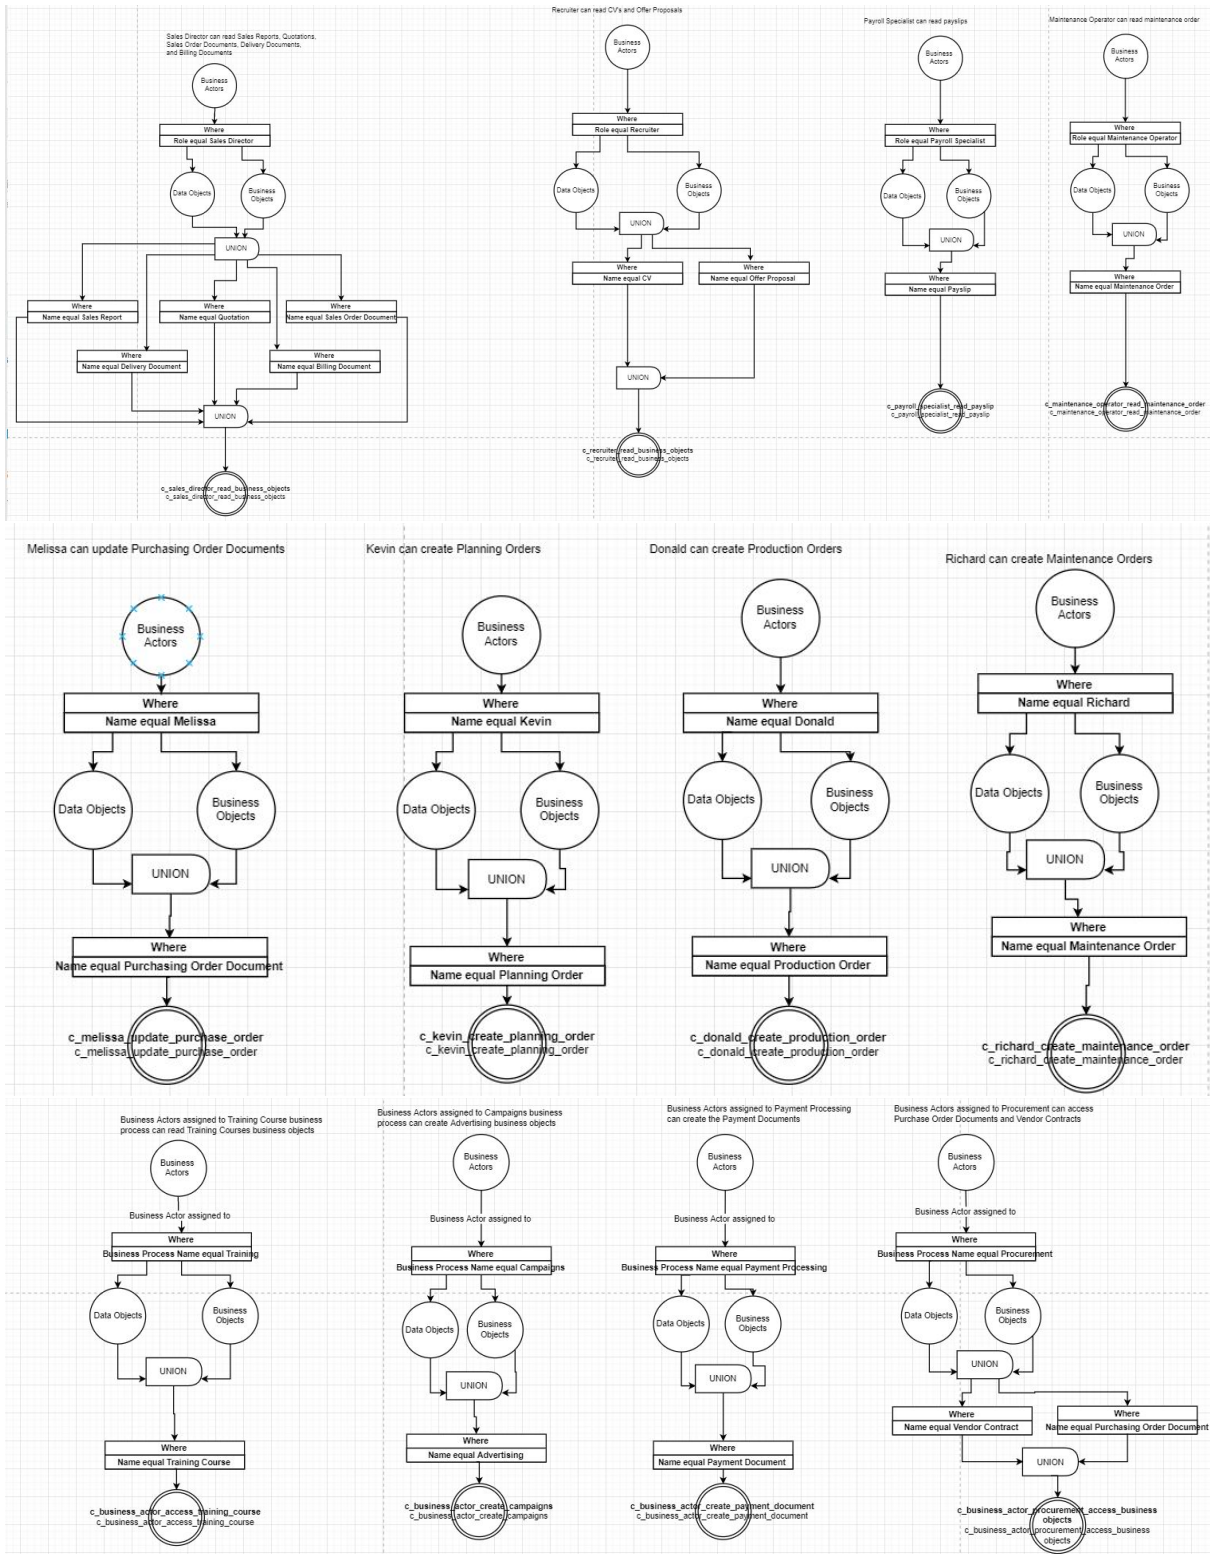 Sales Director can read Sales Reports, Quotations,
Sales Order Documents, Delivery Documents,
and Billing Documents
Business
Actors
Where
Role equal Sales Director
Data Objects
Business
Objects
UNION
Where
Name equal Sales Report
Where
Name equal Quotation
Where
Name equal Sales Order Document
Where
Name equal Delivery Document
Where
Name equal Billing Document
UNION
c_sales_director_read_business_objects
c_sales_director_read_business_objects
Recruiter can read CV's and Offer Proposals
Business
Actors
Where
Role equal Recruiter
Data Objects
Business
Objects
UNION
Where
Name equal CV
Where
Name equal Offer Proposal
UNION
c_recruiter_read_business_objects
c_recruiter_read_business_objects
Payroll Specialist can read payslips
Business
Actors
Where
Role equal Payroll Specialist
Data Objects
Business
Objects
UNION
Where
Name equal Payslip
c_payroll_specialist_read_payslip
c_payroll_specialist_read_payslip
Maintenance Operator can read maintenance order
Business
Actors
Where
Role equal Maintenance Operator
Data Objects
Business
Objects
UNION
Where
Name equal Maintenance Order
c_maintenance_operator_read_maintenance_order
c_maintenance_operator_read_maintenance_order
Melissa can update Purchasing Order Documents
Business
Actors
Where
Name equal Melissa
Data Objects
Business
Objects
UNION
Where
Name equal Purchasing Order Document
c_melissa_update_purchase_order
c_melissa_update_purchase_order
Kevin can create Planning Orders
Business
Actors
Where
Name equal Kevin
Data Objects
Business
Objects
UNION
Where
Name equal Planning Order
c_kevin_create_planning_order
c_kevin_create_planning_order
Donald can create Production Orders
Business
Actors
Where
Name equal Donald
Data Objects
Business
Objects
UNION
Where
Name equal Production Order
c_donald_create_production_order
c_donald_create_production_order
Richard can create Maintenance Orders
Business
Actors
Where
Name equal Richard
Data Objects
Business
Objects
UNION
Where
Name equal Maintenance Order
c_richard_create_maintenance_order
c_richard_create_maintenance_order
Business Actors assigned to Training Course business
process can read Training Courses business objects
Business
Actors
Business Actor assigned to
Where
Business Process Name equal Training
Data Objects
Business
Objects
UNION
Where
Name equal Training Course
c_business_actor_access_training_course
c_business_actor_access_training_course
Business Actors assigned to Campaigns business
process can create Advertising business objects
Business
Actors
Business Actor assigned to
Where
Business Process Name equal Campaigns
Data Objects
Business
Objects
UNION
Where
Name equal Advertising
c_business_actor_create_campaigns
c_business_actor_create_campaigns
Business Actors assigned to Payment Processing
can create the Payment Documents
Business
Actors
Business Actor assigned to
Where
Business Process Name equal Payment Processing
Data Objects
Business
Objects
UNION
Where
Name equal Payment Document
c_business_actor_create_payment_document
c_business_actor_create_payment_document
Business Actors assigned to Procurement can access
Purchase Order Documents and Vendor Contracts
Business
Actors
Business Actor assigned to
Where
Business Process Name equal Procurement
Data Objects
Business
Objects
UNION
Where
Name equal Vendor Contract
Where
Name equal Purchasing Order Document
UNION
c_business_actor_procurement_access_business
objects
c_business_actor_procurement_access_business
objects